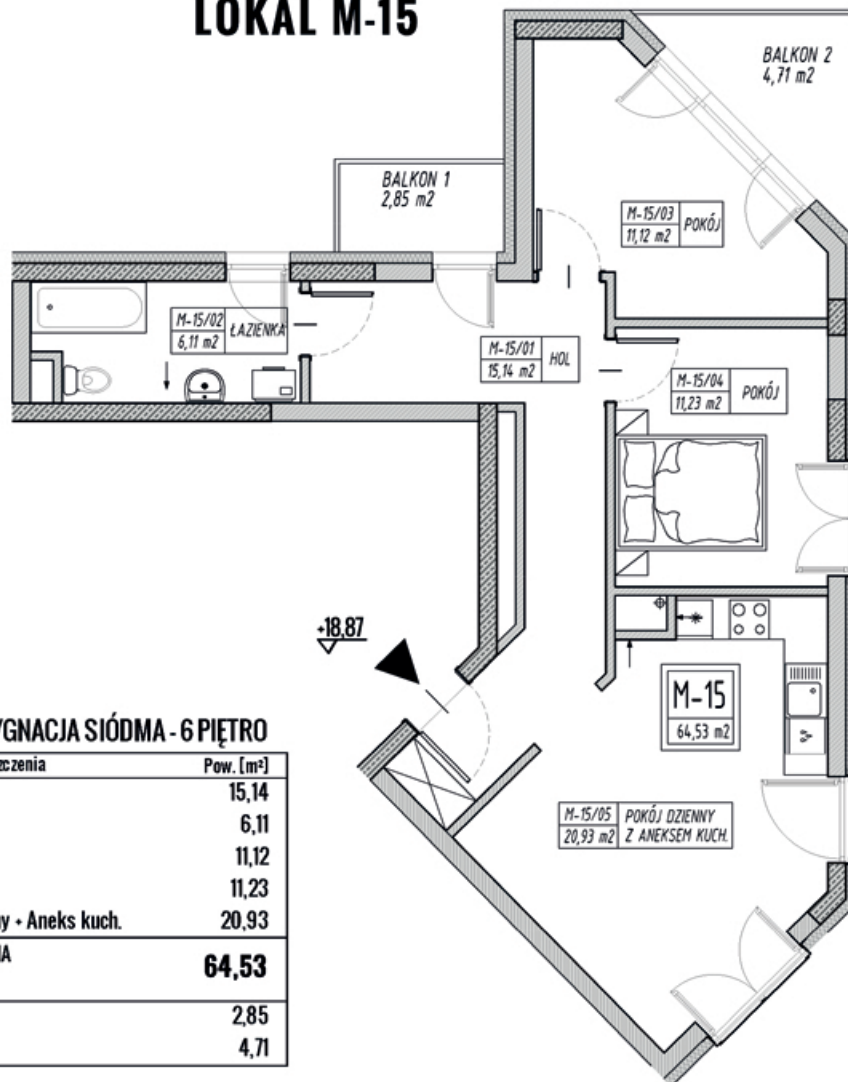 LOKAL M-15
BALKON 2
4,71 m2
BALKON 1
2,85 m2
M-15/03 POKÓJ
11,12 m2
M-15/02 ŁAZIENKA
6,11 m2
M-15/01 HOL
15,14 m2
M-15/04 POKÓJ
11,23 m2
+18,87
M-15
64,53 m2
M-15/05 POKÓJ DZIENNY
20,93 m2 Z ANEKSEM KUCH.
YGNACJA SIÓDMA - 6 PIĘTRO
zczenia Pow. [m²]
15,14
6,11
11,12
11,23
y + Aneks kuch. 20,93
A 64,53
2,85
4,71